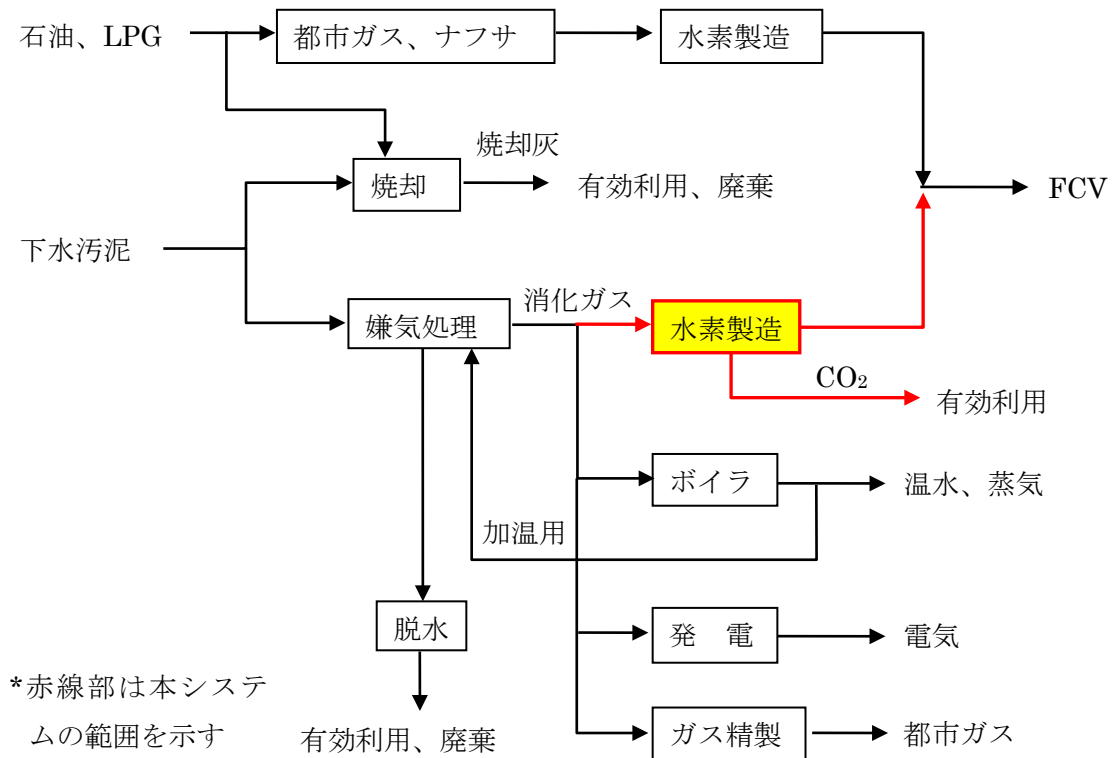 石油、LPG
都市ガス、ナフサ
水素製造
焼却灰
焼却
有効利用、廃棄
FCV
下水汚泥
消化ガス
嫌気処理
水素製造
CO₂
有効利用
ボイラ
温水、蒸気
加温用
脱水
発　電
電気
*赤線部は本システ
ムの範囲を示す
有効利用、廃棄
ガス精製
都市ガス